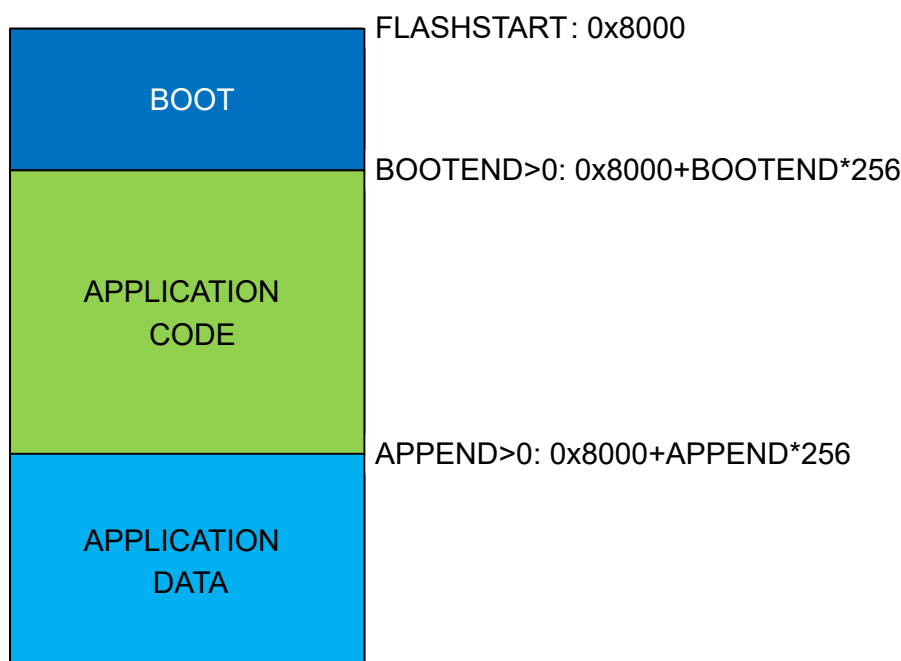 FLASHSTART: 0x8000
BOOT
BOOTEND>0: 0x8000+BOOTEND*256
APPLICATION
CODE
APPEND>0: 0x8000+APPEND*256
APPLICATION
DATA